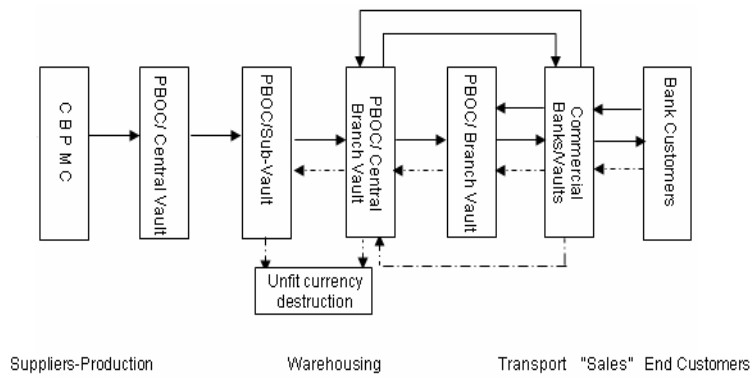 C B P M C
PBOC/ Central Vault
PBOC/Sub-Vault
PBOC/ Central
Branch Vault
PBOC/ Branch Vault
Commercial
Banks/Vaults
Bank Customers
Unfit currency
destruction
Suppliers-Production Warehousing Transport "Sales" End Customers